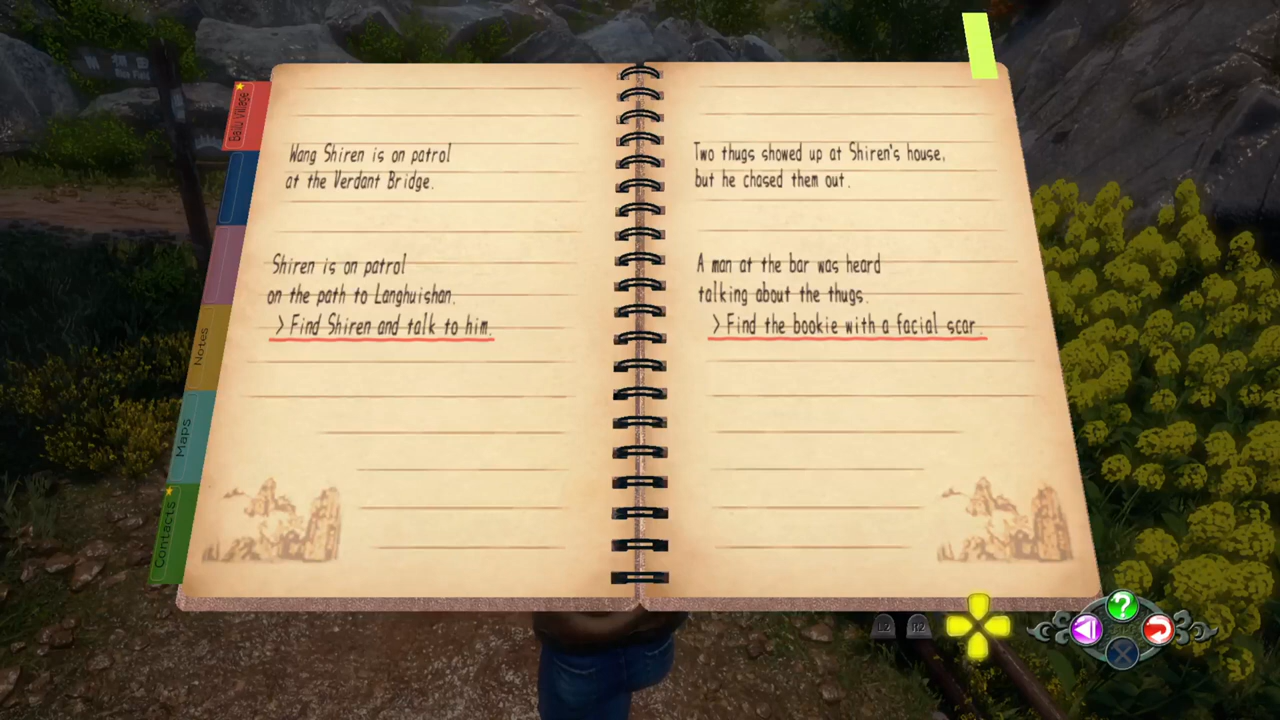 Bailu Village
Notes
Maps
Contacts
Wang Shiren is on patrol
at the Verdant Bridge.
Shiren is on patrol
on the path to Langhuishan.
> Find Shiren and talk to him.
Two thugs showed up at Shiren's house,
but he chased them out.
A man at the bar was heard
talking about the thugs.
> Find the bookie with a facial scar.
L2
R2
?